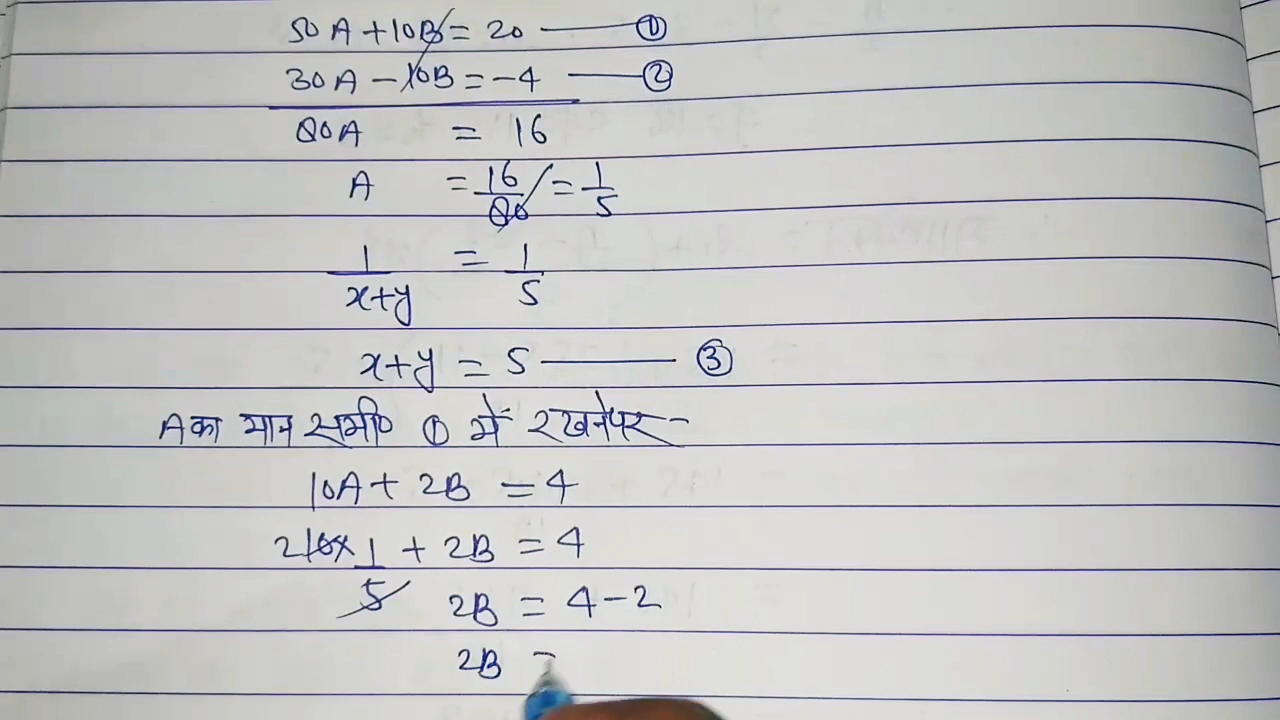 50A + 10B = 20 —— ①
30A - 10B = -4 —— ②
80A = 16
A = 16/80 = 1/5
1/x+y = 1/5
x+y = 5 —— ③
A का मान समी० ① में रखनेपर -
10A + 2B = 4
2 10 x 1/5 + 2B = 4
2B = 4 - 2
2B =